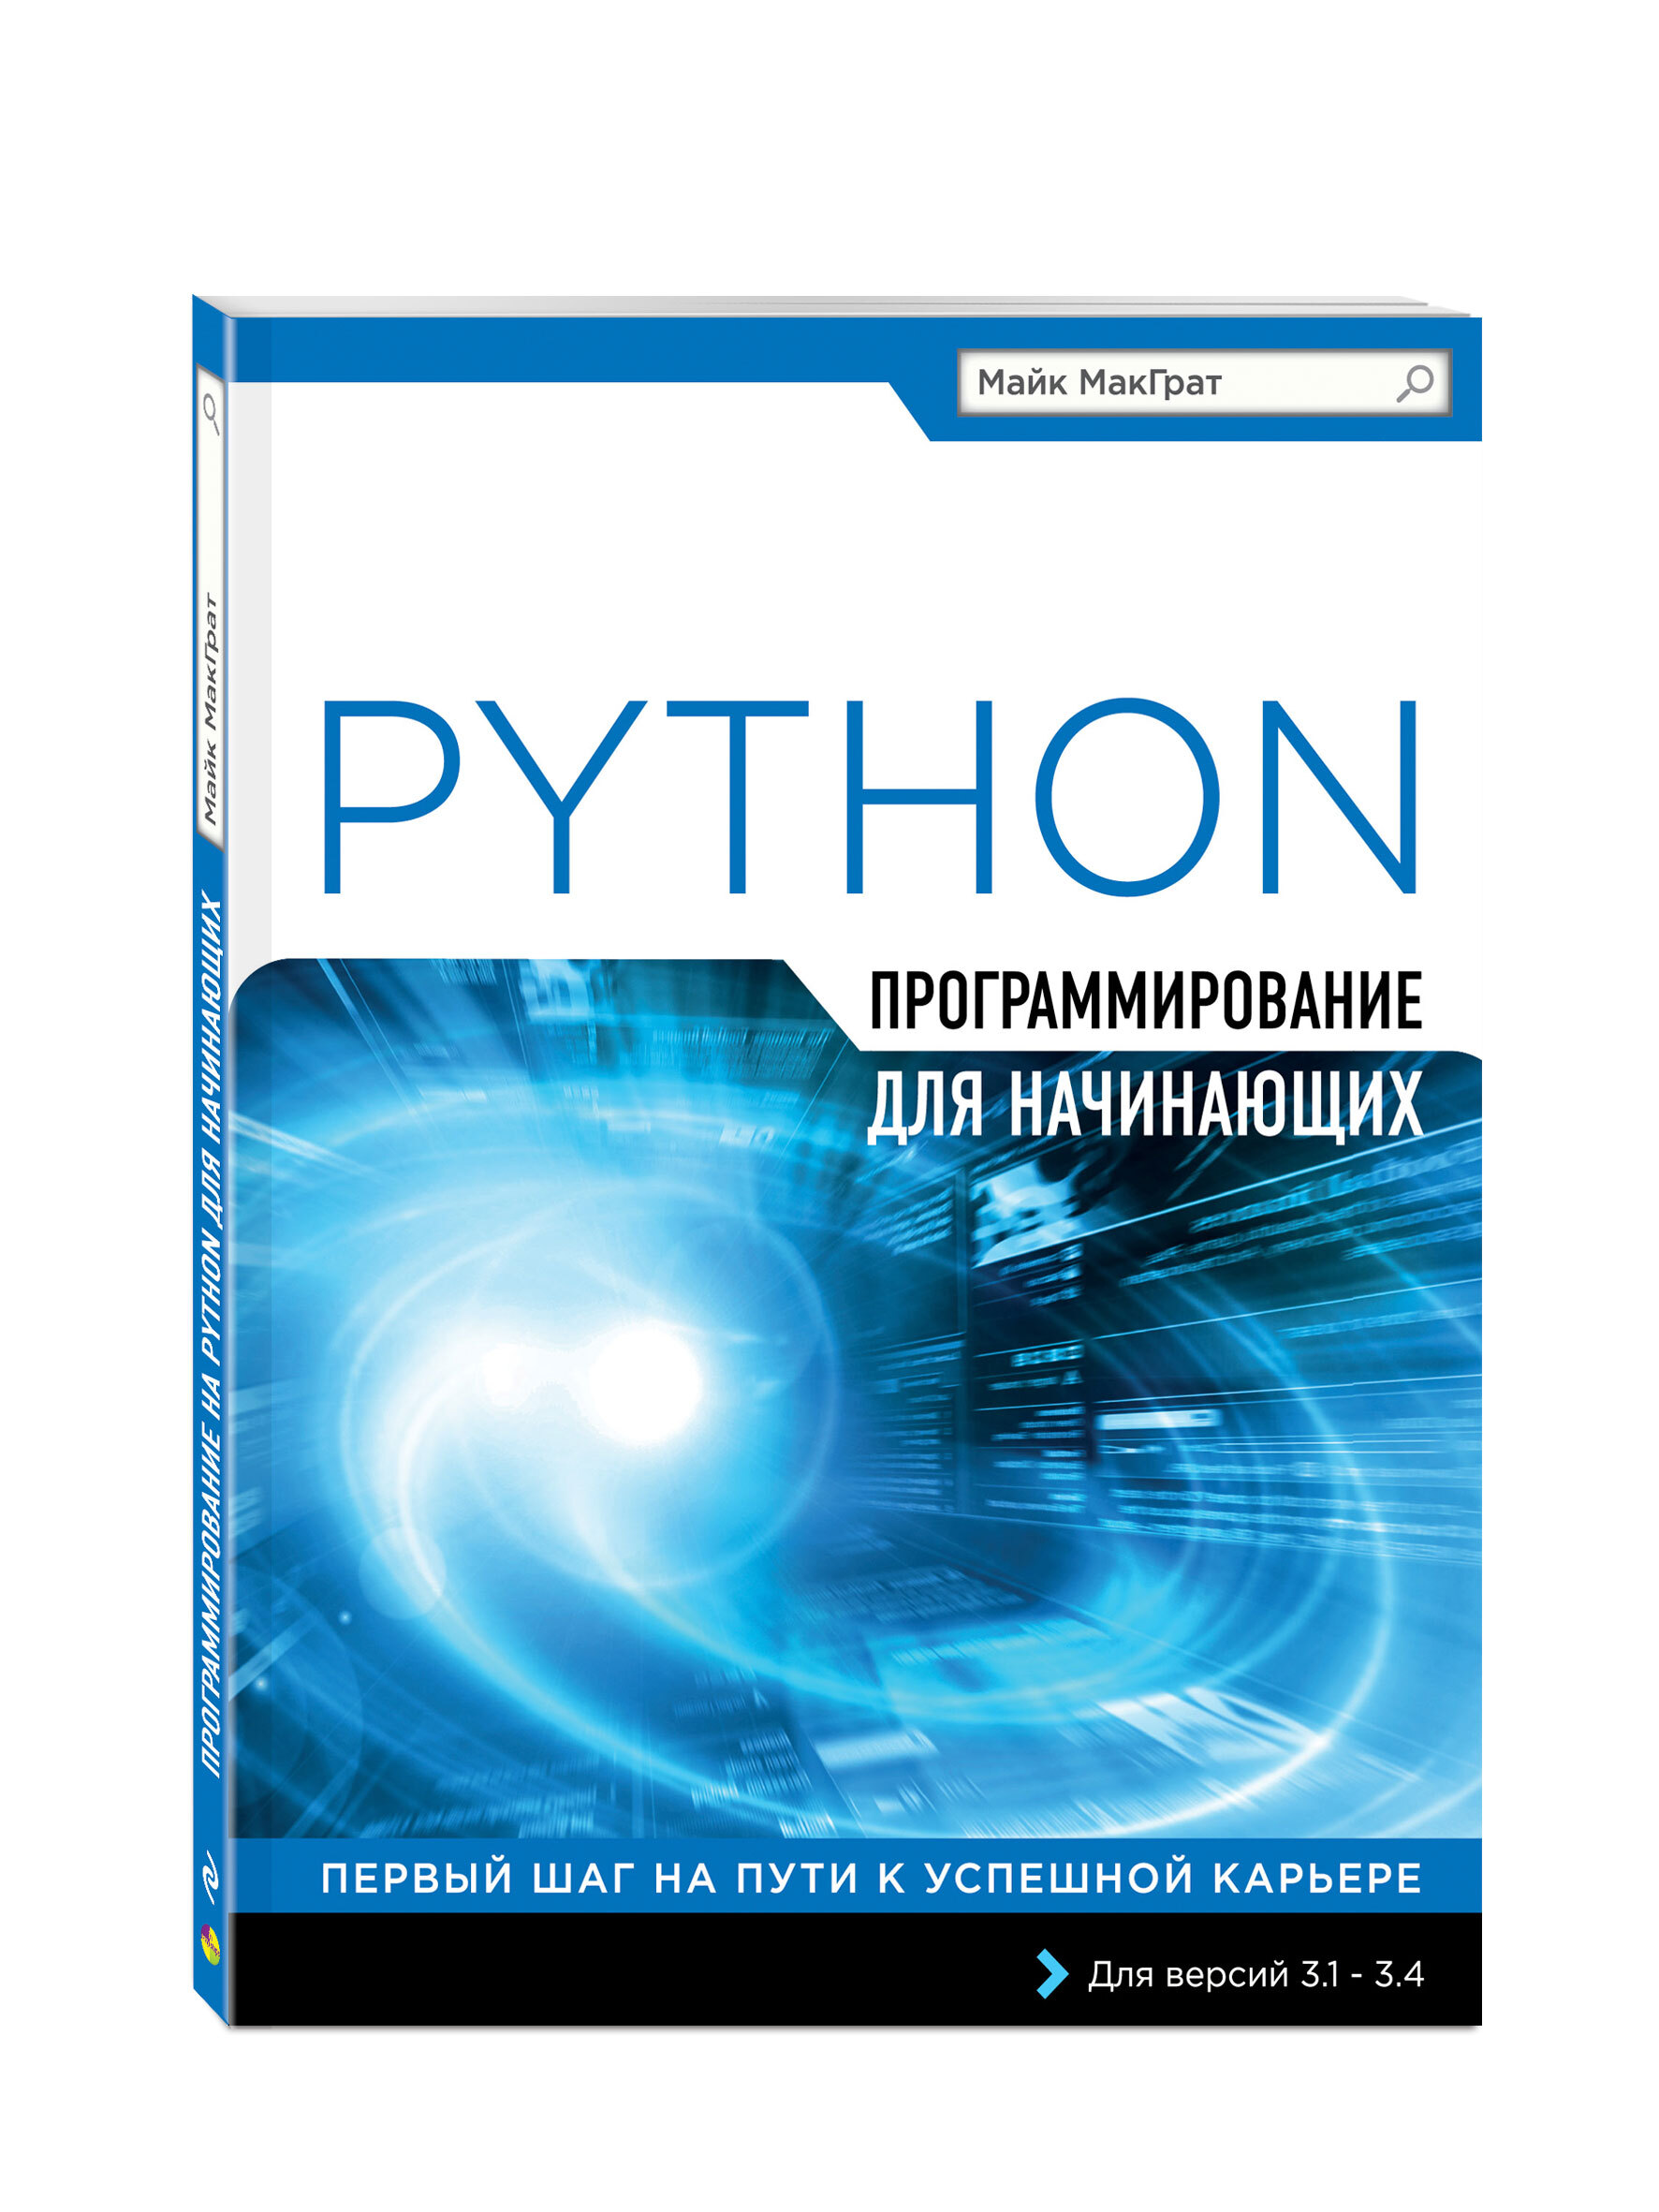 Майк МакГрат
PYTHON
ПРОГРАММИРОВАНИЕ
ДЛЯ НАЧИНАЮЩИХ
ПЕРВЫЙ ШАГ НА ПУТИ К УСПЕШНОЙ КАРЬЕРЕ
Для версий 3.1 - 3.4
Майк МакГрат
ПРОГРАММИРОВАНИЕ НА PYTHON ДЛЯ НАЧИНАЮЩИХ